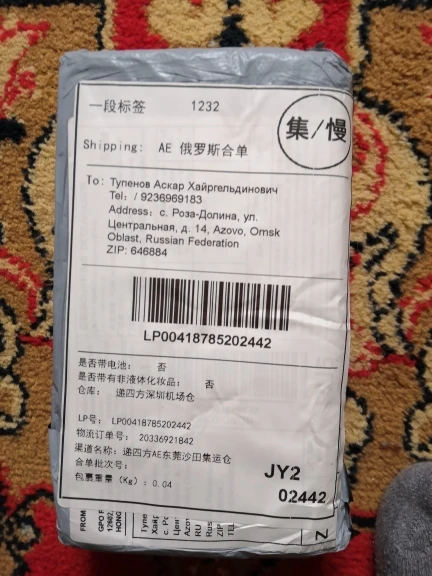 一段标签 1232
集/慢
Shipping: AE 俄罗斯合单
To: Тупенов Аскар Хайргельдинович
Tel: / 9236969183
Address: с. Роза-Долина, ул.
Центральная, д. 14, Azovo, Omsk
Oblast, Russian Federation
ZIP: 646884
LP00418785202442
是否带电池: 否
是否带有非液体化妆品: 否
仓库: 递四方深圳机场仓
LP号: LP00418785202442
物流订单号: 20336921842
渠道名称: 递四方AE东莞沙田集运仓
合单批次号:
包裹重量 (Kg): 0.04
JY2
02442
FROM
GPO
HONG
ZIP
TEL
Z